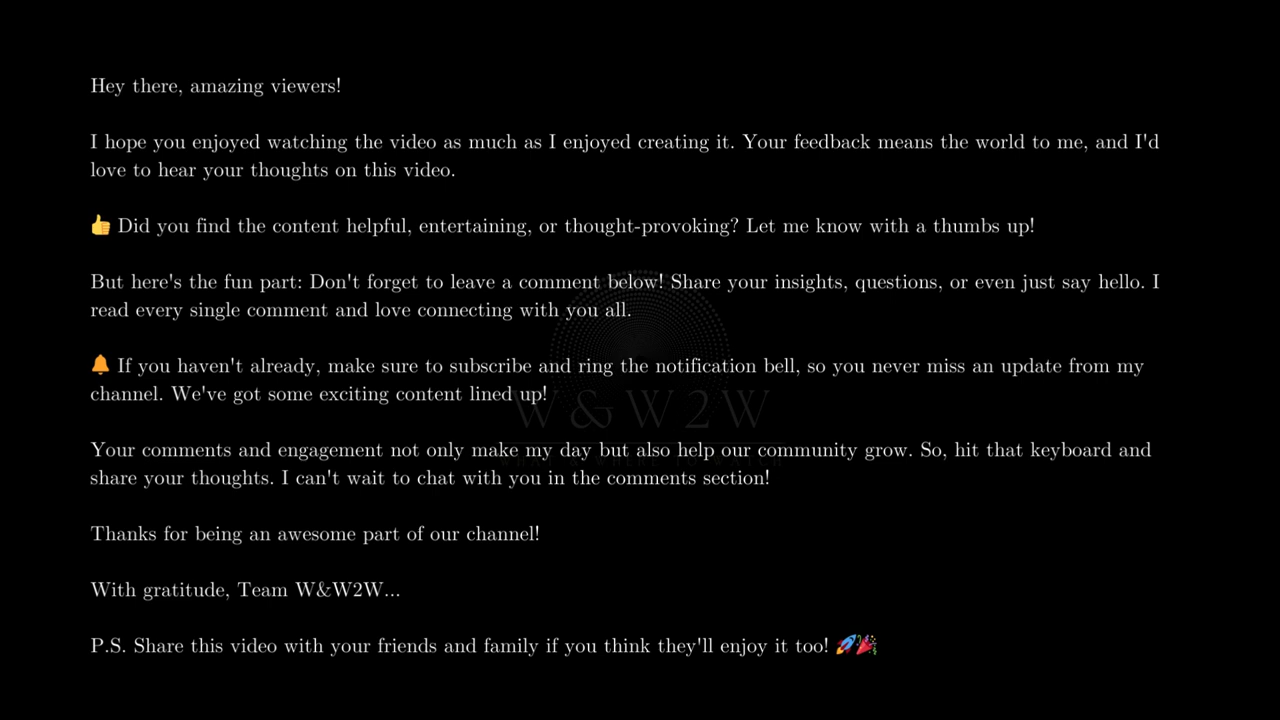 Hey there, amazing viewers!
I hope you enjoyed watching the video as much as I enjoyed creating it. Your feedback means the world to me, and I'd
love to hear your thoughts on this video.
👍 Did you find the content helpful, entertaining, or thought-provoking? Let me know with a thumbs up!
But here's the fun part: Don't forget to leave a comment below! Share your insights, questions, or even just say hello. I
read every single comment and love connecting with you all.
🔔 If you haven't already, make sure to subscribe and ring the notification bell, so you never miss an update from my
channel. We've got some exciting content lined up!
W&W2W
Your comments and engagement not only make my day but also help our community grow. So, hit that keyboard and
share your thoughts. I can't wait to chat with you in the comments section!
Thanks for being an awesome part of our channel!
With gratitude, Team W&W2W...
P.S. Share this video with your friends and family if you think they'll enjoy it too! 🚀🎉